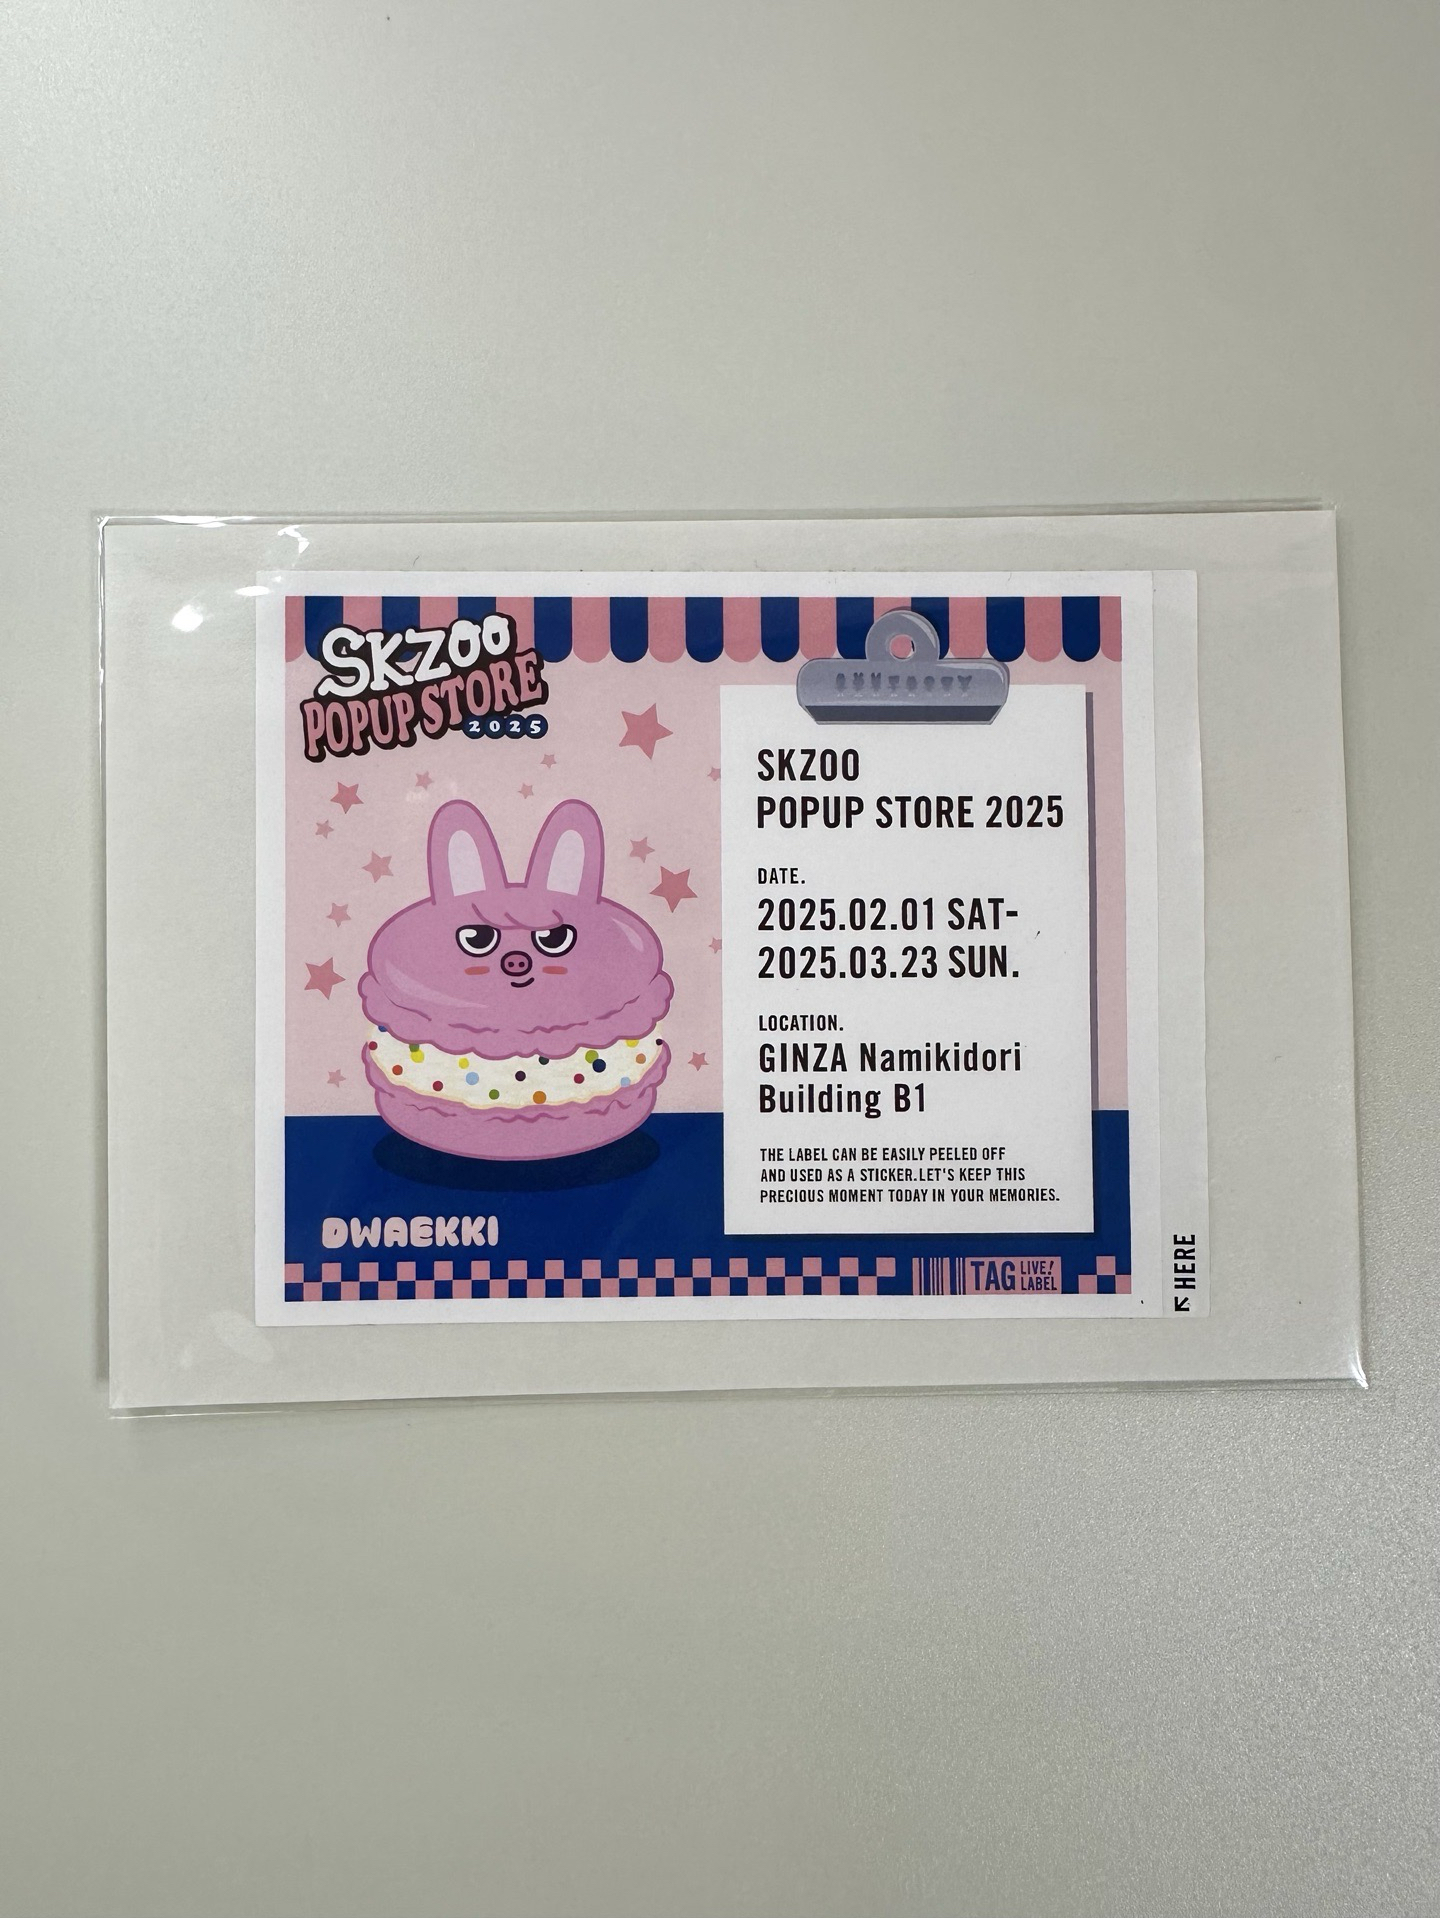 SKZOO
POPUP STORE
2025
SKZOO
POPUP STORE 2025
DATE.
2025.02.01 SAT-
2025.03.23 SUN.
LOCATION.
GINZA Namikidori
Building B1
THE LABEL CAN BE EASILY PEELED OFF
AND USED AS A STICKER.LET'S KEEP THIS
PRECIOUS MOMENT TODAY IN YOUR MEMORIES.
DWAEKKI
TAG LIVE!
LABEL
HERE